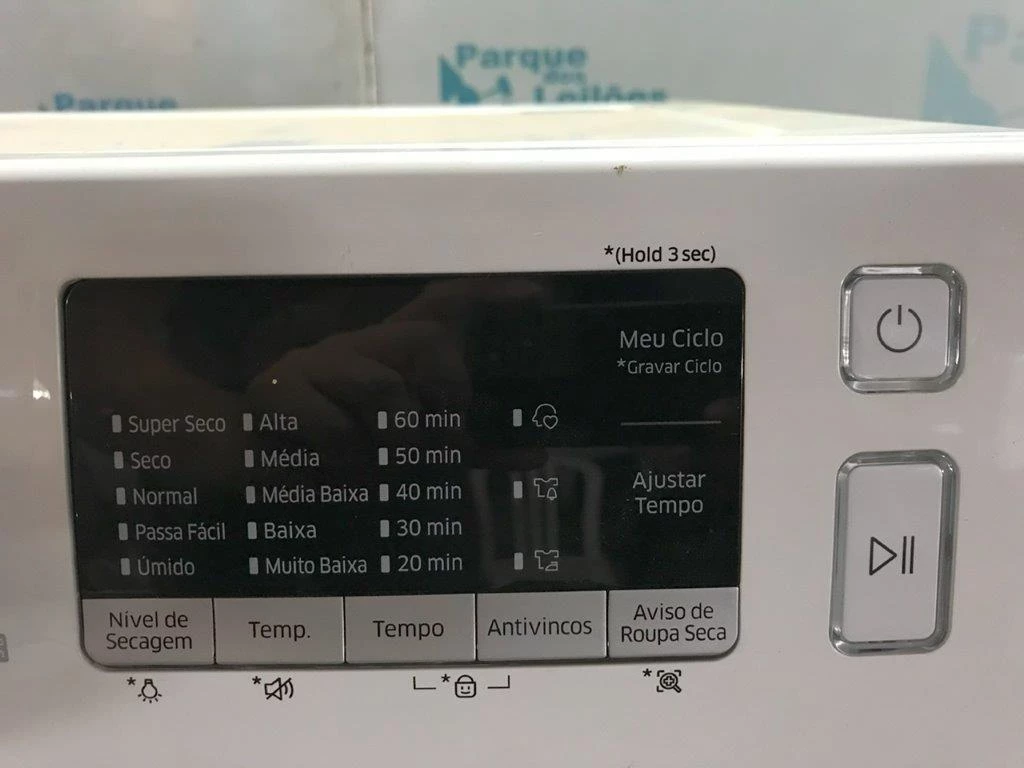 Parque
Parque
dos
Leilões
Pa
*(Hold 3 sec)
Meu Ciclo
*Gravar Ciclo
Super Seco Alta 60 min
Seco Média 50 min
Normal Média Baixa 40 min
Passa Fácil Baixa 30 min
Úmido Muito Baixa 20 min
Ajustar
Tempo
Nível de
Secagem
Temp.
Tempo
Antivincos
Aviso de
Roupa Seca
* * * *